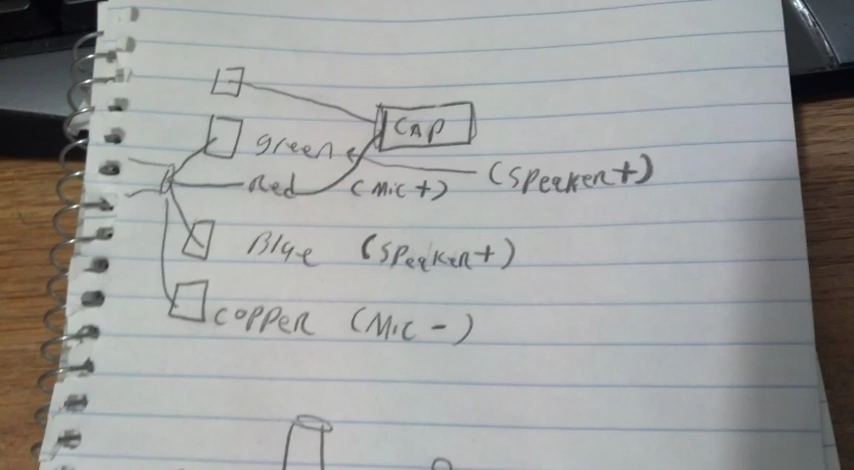 CAP
green
(Speaker+)
Red (Mic+)
Blue (Speaker+)
COPPER (Mic -)